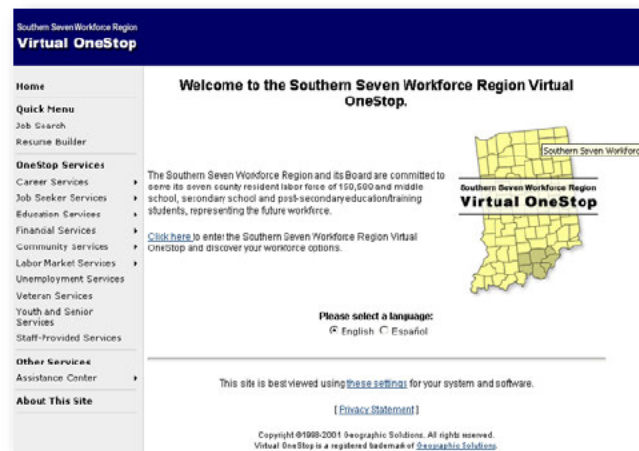 Southern Seven Workforce Region
Virtual OneStop
Home
Quick Menu
Job Search
Resume Builder
OneStop Services
Career Services
Job Seeker Services
Education Services
Financial Services
Community Services
Labor Market Services
Unemployment Services
Veteran Services
Youth and Senior
Services
Staff-Provided Services
Other Services
Assistance Center
About This Site
Welcome to the Southern Seven Workforce Region Virtual
OneStop.
The Southern Seven Workforce Region and its Board are committed to
serve its seven county resident labor force of 150,500 and middle
school, secondary school and post-secondaryeducation/training
students, representing the future workforce.
Click here to enter the Southern Seven Workforce Region Virtual
OneStop and discover your workforce options.
Southern Seven Workforc
Southern Seven Workforce Region
Virtual OneStop
Please select a language:
English Español
This site is best viewed using these settings for your system and software.
[ Privacy Statement ]
Copyright ©1998-2001 Geographic Solutions. All rights reserved.
Virtual OneStop is a registered trademark of Geographic Solutions.